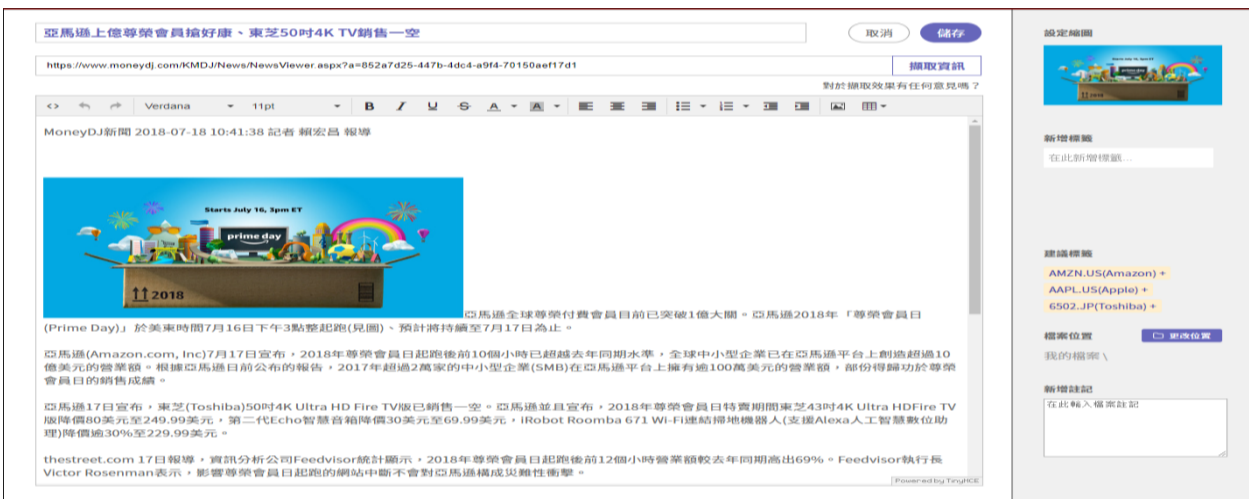 亞馬遜上億尊榮會員搶好康、東芝50吋4K TV銷售一空
取消
儲存
https://www.moneydj.com/KMDJ/News/NewsViewer.aspx?a=852a7d25-447b-4dc4-a9f4-70150aef17d1
擷取資訊
對於擷取效果有任何意見嗎？
Verdana 11pt B I U S A A
MoneyDJ新聞 2018-07-18 10:41:38 記者 賴宏昌 報導
Starts July 16, 3pm ET
prime day
2018
亞馬遜全球尊榮付費會員目前已突破1億大關。亞馬遜2018年「尊榮會員日
(Prime Day)」於美東時間7月16日下午3點整起跑(見圖)、預計將持續至7月17日為止。
亞馬遜(Amazon.com, Inc)7月17日宣布，2018年尊榮會員日起跑後前10個小時已超越去年同期水準，全球中小型企業已在亞馬遜平台上創造超過10
億美元的營業額。根據亞馬遜日前公布的報告，2017年超過2萬家的中小型企業(SMB)在亞馬遜平台上擁有逾100萬美元的營業額，部份得歸功於尊榮
會員日的銷售成績。
亞馬遜17日宣布，東芝(Toshiba)50吋4K Ultra HD Fire TV版已銷售一空。亞馬遜並且宣布，2018年尊榮會員日特賣期間東芝43吋4K Ultra HDFire TV
版降價80美元至249.99美元，第二代Echo智慧音箱降價30美元至69.99美元，iRobot Roomba 671 Wi-Fi連結掃地機器人(支援Alexa人工智慧數位助
理)降價逾30%至229.99美元。
thestreet.com 17日報導，資訊分析公司Feedvisor統計顯示，2018年尊榮會員日起跑後前12個小時營業額較去年同期高出69%。Feedvisor執行長
Victor Rosenman表示，影響尊榮會員日起跑的網站中斷不會對亞馬遜構成災難性衝擊。
Powered by TinyMCE
設定縮圖
新增標籤
在此新增標籤...
建議標籤
AMZN.US(Amazon) +
AAPL.US(Apple) +
6502.JP(Toshiba) +
檔案位置
更改位置
我的檔案 \
新增註記
在此輸入檔案註記